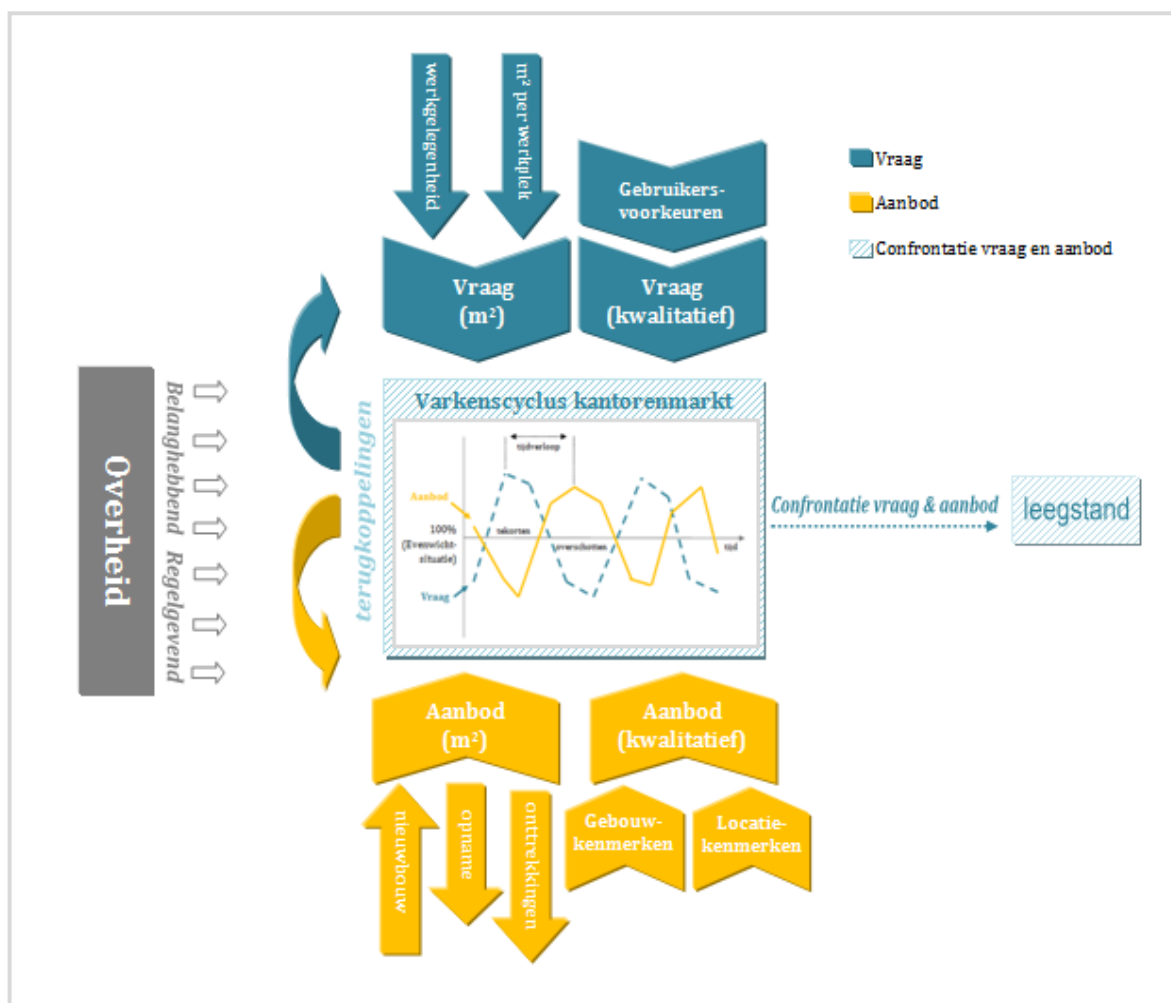 werkgelegenheid
m² per werkplek
Gebruikers-
voorkeuren
Vraag
(m²)
Vraag
(kwalitatief)
Vraag
Aanbod
Confrontatie vraag en aanbod
Overheid
Belanghebbend Regelgevend
terugkoppelingen
Varkenscyclus kantorenmarkt
tijdverloop
Aanbod
100%
(Evenwicht-
situatie)
tekorten
overschotten
tijd
Vraag
Confrontatie vraag & aanbod
leegstand
Aanbod
(m²)
Aanbod
(kwalitatief)
nieuwbouw
opname
onttrekkingen
Gebouw-
kenmerken
Locatie-
kenmerken